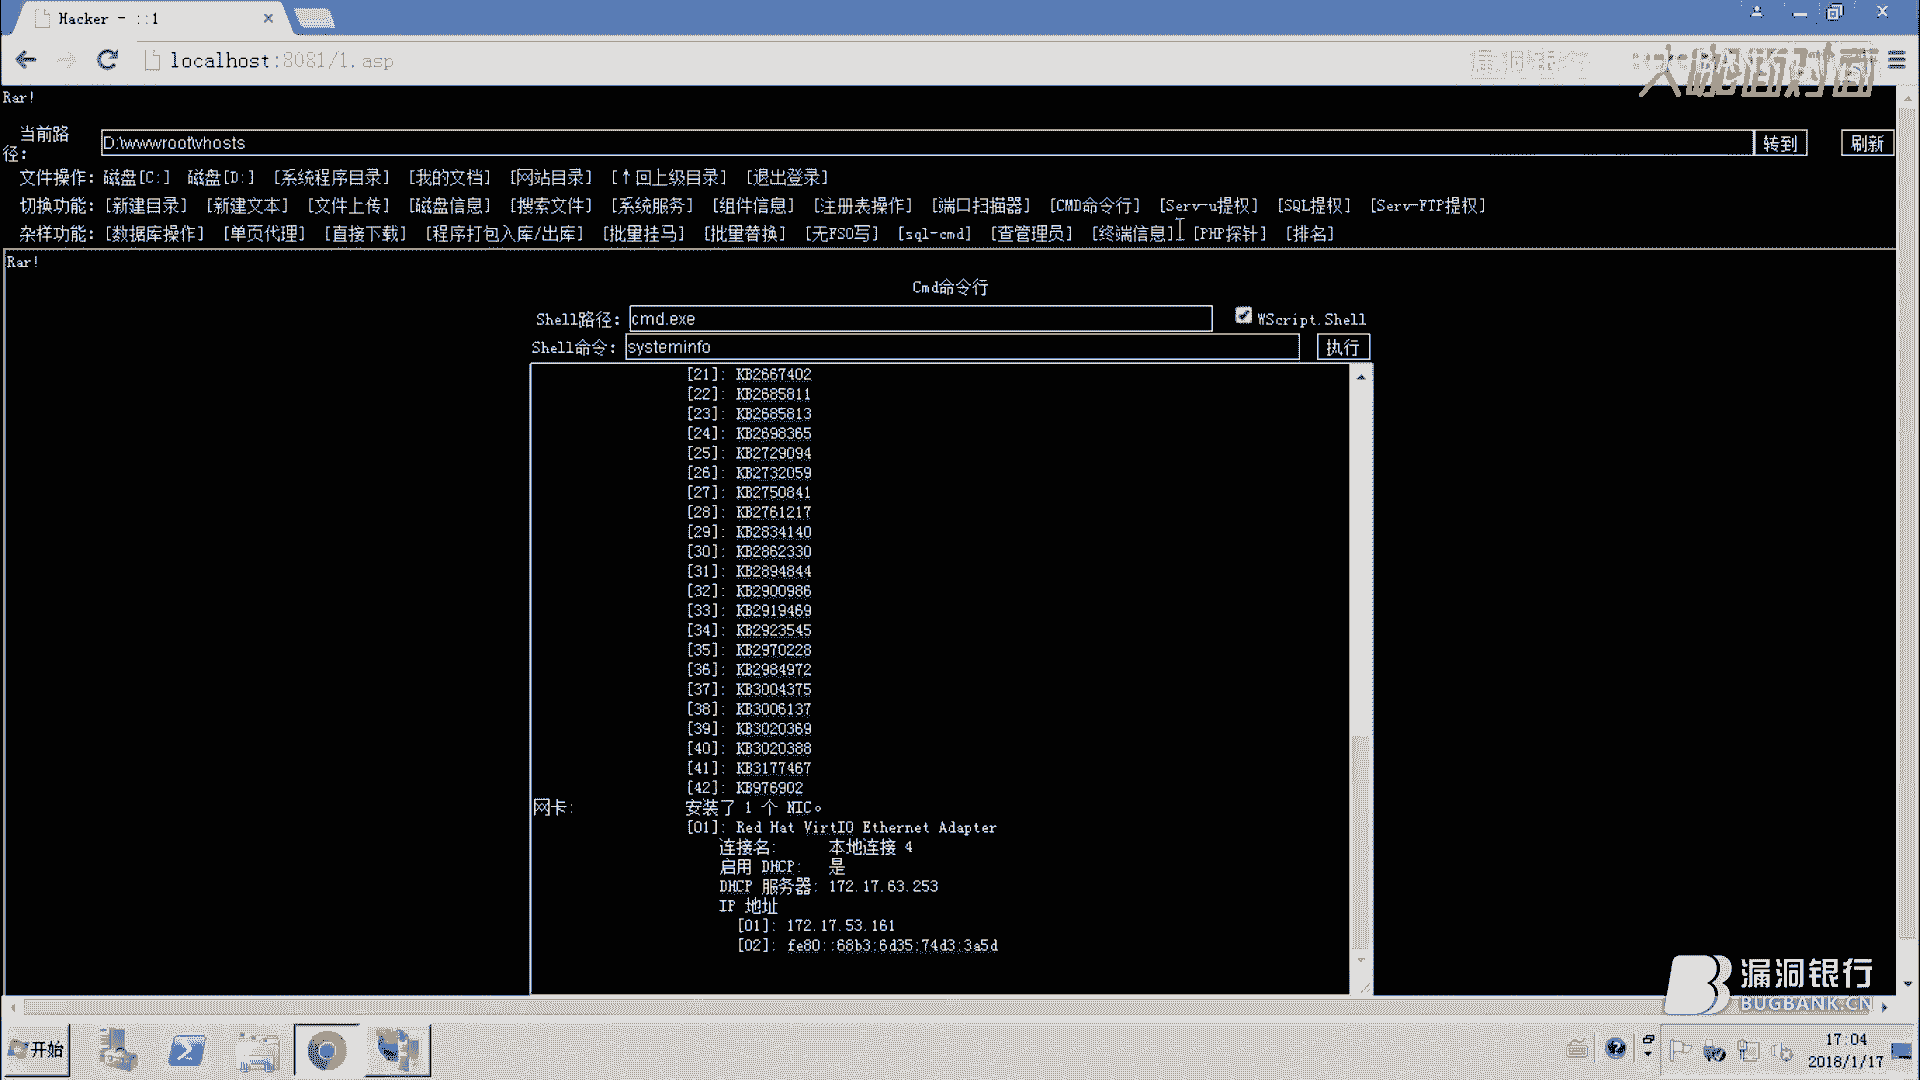 Hacker - ::1
localhost:8081/1.asp
大咖面对面
Rar!
当前路径: D:\wwwroot\vhosts 转到 刷新
文件操作: 磁盘[C:] 磁盘[D:] [系统程序目录] [我的文档] [网站目录] [↑回上级目录] [退出登录]
切换功能: [新建目录] [新建文本] [文件上传] [磁盘信息] [搜索文件] [系统服务] [组件信息] [注册表操作] [端口扫描器] [CMD命令行] [Serv-u提权] [SQL提权] [Serv-FTP提权]
杂样功能: [数据库操作] [单页代理] [直接下载] [程序打包入库/出库] [批量挂马] [批量替换] [无FSO写] [sql-cmd] [查管理员] [终端信息] [PHP探针] [排名]
Rar!
Cmd命令行
Shell路径: cmd.exe WScript.Shell
Shell命令: systeminfo 执行
[21]: KB2667402
[22]: KB2685811
[23]: KB2685813
[24]: KB2698365
[25]: KB2729094
[26]: KB2732059
[27]: KB2750841
[28]: KB2761217
[29]: KB2834140
[30]: KB2862330
[31]: KB2894844
[32]: KB2900986
[33]: KB2919469
[34]: KB2923545
[35]: KB2970228
[36]: KB2984972
[37]: KB3004375
[38]: KB3006137
[39]: KB3020369
[40]: KB3020388
[41]: KB3177467
[42]: KB976902
网卡: 安装了 1 个 NIC。
[01]: Red Hat VirtIO Ethernet Adapter
连接名: 本地连接 4
启用 DHCP: 是
DHCP 服务器: 172.17.63.253
IP 地址
[01]: 172.17.53.161
[02]: fe80::68b3:6d35:74d3:3a5d
漏洞银行
BUGBANK.CN
开始
17:04
2018/1/17